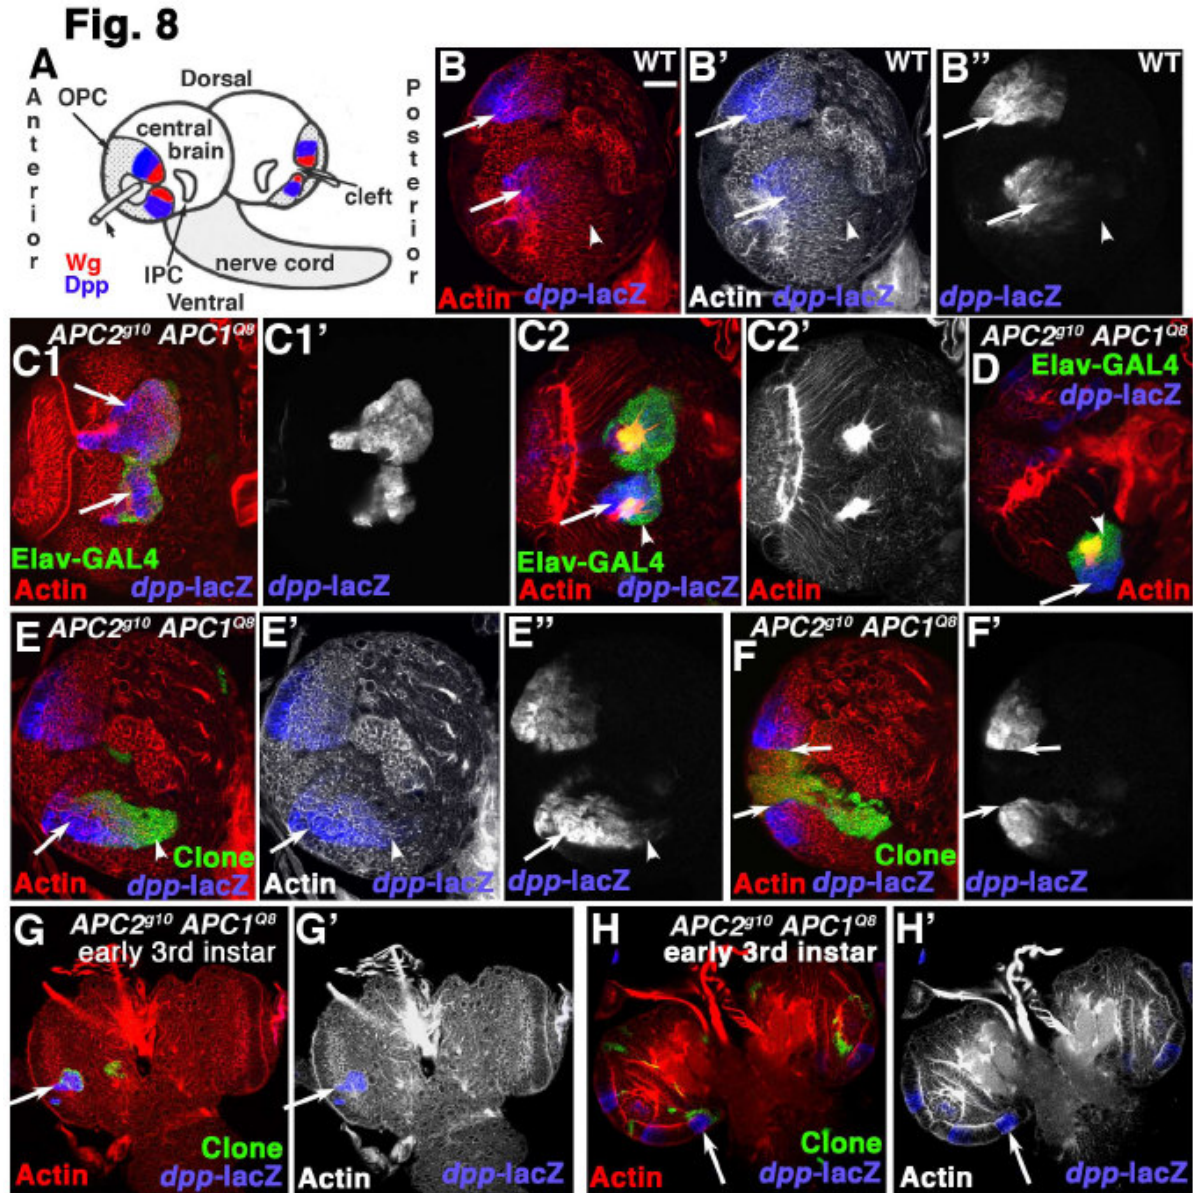 Fig. 8
A
Anterior
Dorsal
Posterior
OPC
central
brain
cleft
Wg
Dpp
IPC
nerve cord
Ventral
B
WT
Actin dpp-lacZ
B'
WT
Actin dpp-lacZ
B''
WT
dpp-lacZ
APC2g10 APC1Q8
C1
Elav-GAL4
Actin dpp-lacZ
C1'
C2
Elav-GAL4
Actin dpp-lacZ
C2'
APC2g10 APC1Q8
D
Elav-GAL4
dpp-lacZ
Actin
E
APC2g10 APC1Q8
Clone
Actin dpp-lacZ
E'
Actin dpp-lacZ
E''
dpp-lacZ
APC2g10 APC1Q8
F
Clone
Actin dpp-lacZ
F'
dpp-lacZ
G
APC2g10 APC1Q8
early 3rd instar
Clone
Actin dpp-lacZ
G'
Actin dpp-lacZ
H
APC2g10 APC1Q8
early 3rd instar
Clone
Actin dpp-lacZ
H'
Actin dpp-lacZ